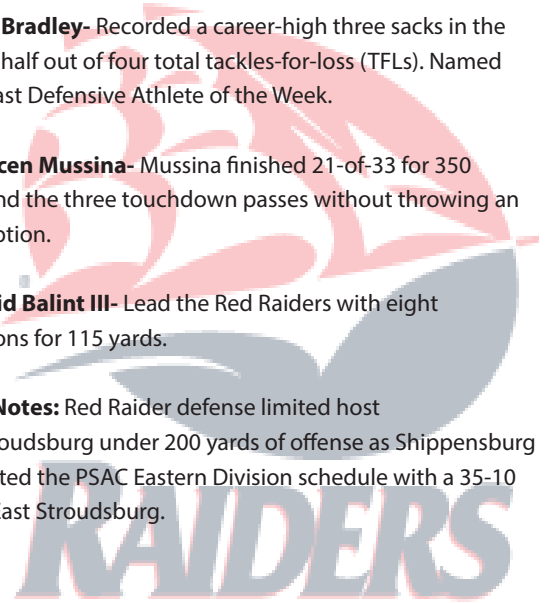 Bradley- Recorded a career-high three sacks in the
half out of four total tackles-for-loss (TFLs). Named
ast Defensive Athlete of the Week.
cen Mussina- Mussina finished 21-of-33 for 350
nd the three touchdown passes without throwing an
ption.
id Balint III- Lead the Red Raiders with eight
ons for 115 yards.
Notes: Red Raider defense limited host
oudsburg under 200 yards of offense as Shippensburg
ted the PSAC Eastern Division schedule with a 35-10
East Stroudsburg.
RAIDERS